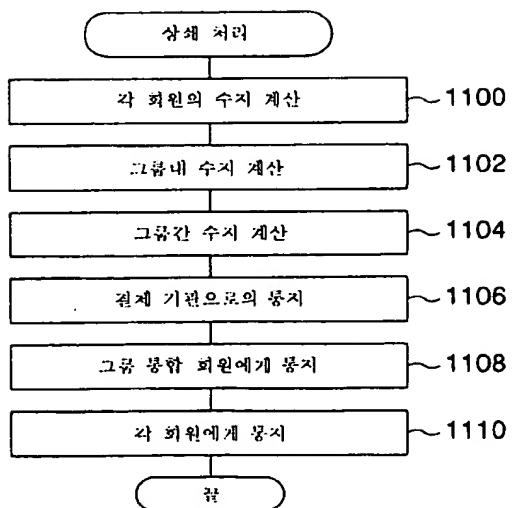 상쇄 처리
각 회원의 수지 계산
1100
그룹내 수지 계산
1102
그룹간 수지 계산
1104
결제 기관으로의 통지
1106
그룹 통합 회원에게 통지
1108
각 회원에게 통지
1110
끝